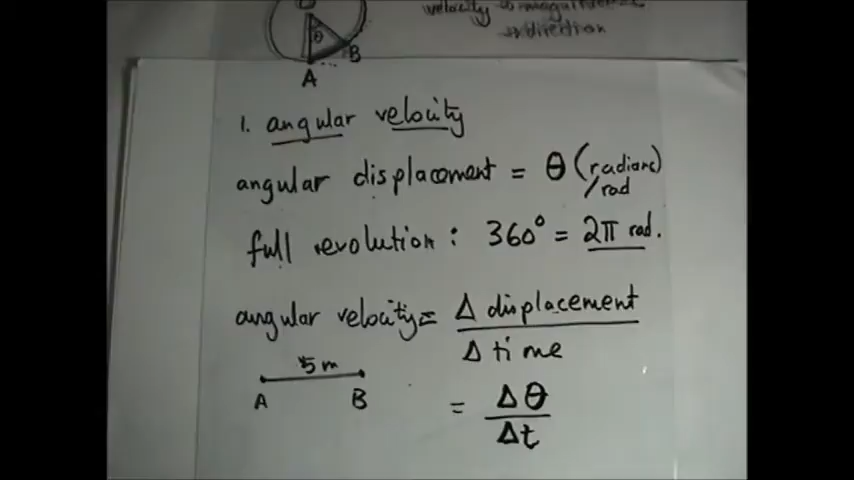 velocity → magnitude
→ direction
θ
B
A
1. angular velocity
angular displacement = θ (radians)
/rad
full revolution : 360° = 2π rad.
angular velocity = Δ displacement
Δ time
5m
A B
= Δθ
Δt